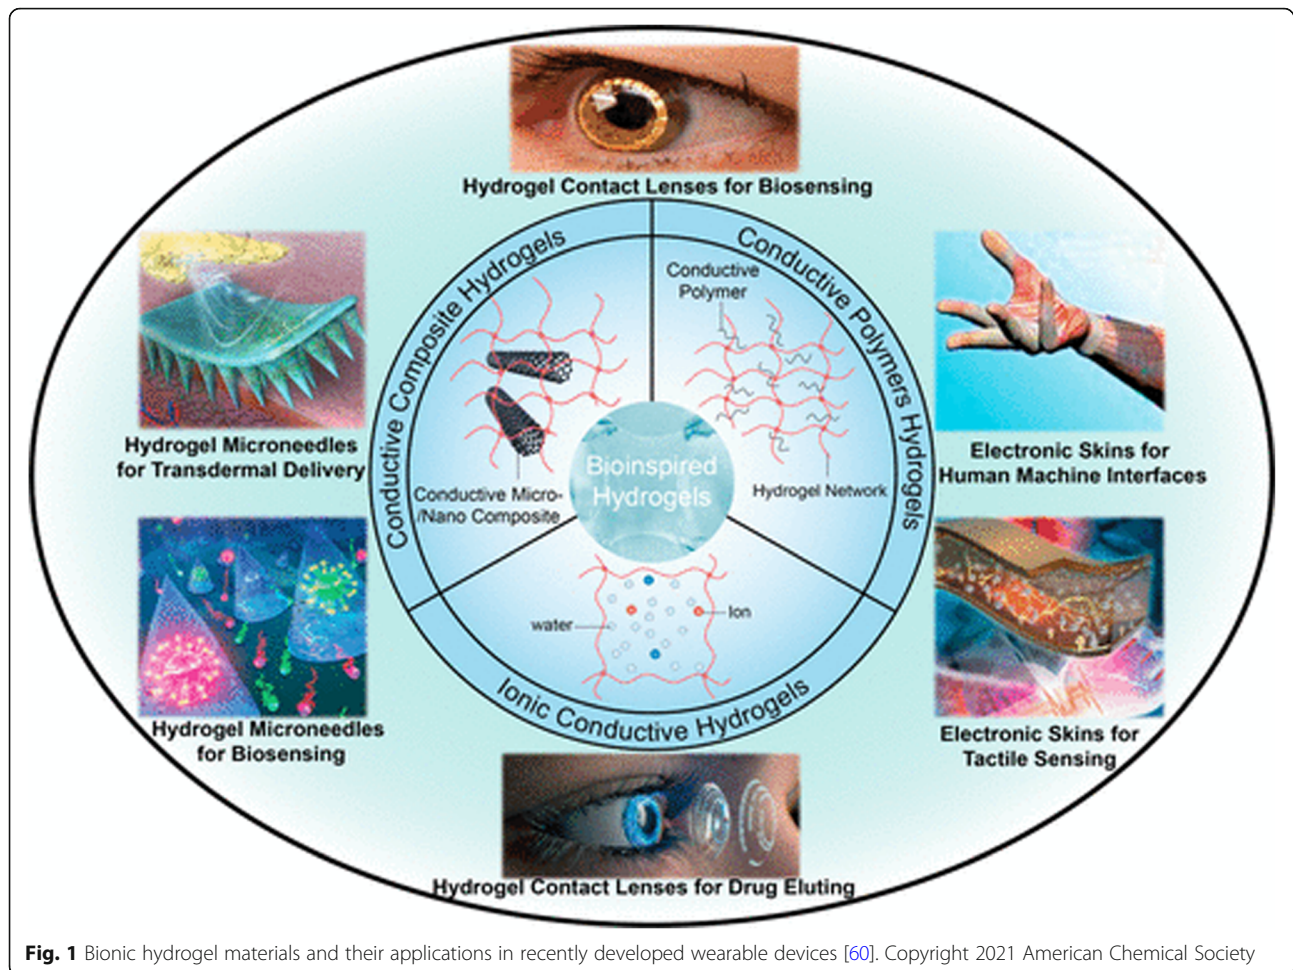 Hydrogel Contact Lenses for Biosensing
Conductive Composite Hydrogels
Conductive Polymers Hydrogels
Conductive
Polymer
Hydrogel Microneedles
for Transdermal Delivery
Electronic Skins for
Human Machine Interfaces
Bioinspired
Hydrogels
Conductive Micro-
/Nano Composite
Hydrogel Network
water
Ion
Ionic Conductive Hydrogels
Hydrogel Microneedles
for Biosensing
Electronic Skins for
Tactile Sensing
Hydrogel Contact Lenses for Drug Eluting
Fig. 1 Bionic hydrogel materials and their applications in recently developed wearable devices [60]. Copyright 2021 American Chemical Society